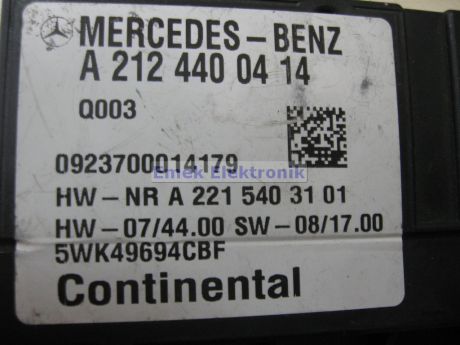 MERCEDES-BENZ
A 212 440 04 14
Q003
0923700014179
Emek Elektronik
HW-NR A 221 540 31 01
HW-07/44.00 SW-08/17.00
5WK49694CBF
Continental